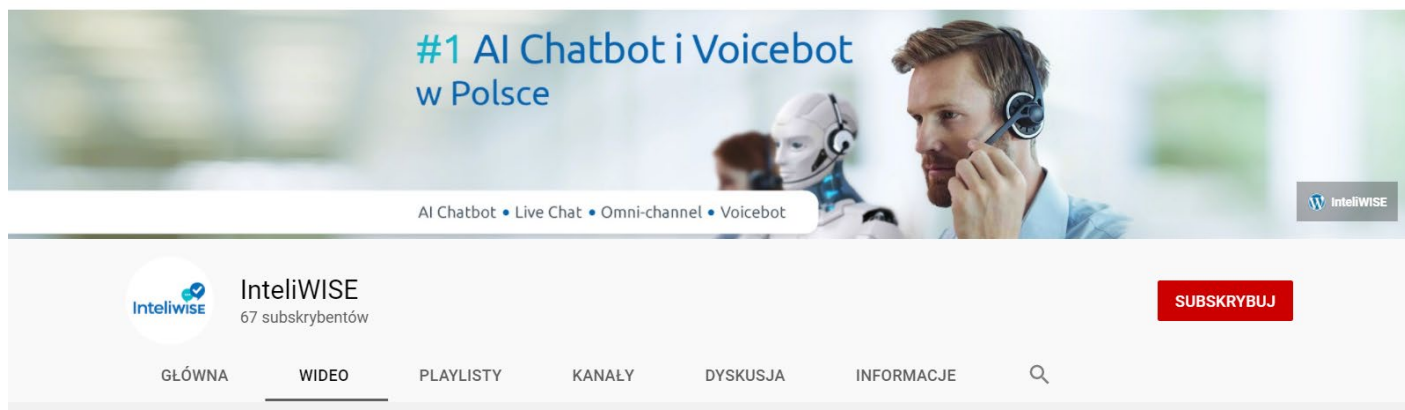 #1 AI Chatbot i Voicebot
w Polsce
AI Chatbot • Live Chat • Omni-channel • Voicebot
InteliWISE
InteliWISE
InteliWISE
67 subskrybentów
SUBSKRYBUJ
GŁÓWNA WIDEO PLAYLISTY KANAŁY DYSKUSJA INFORMACJE